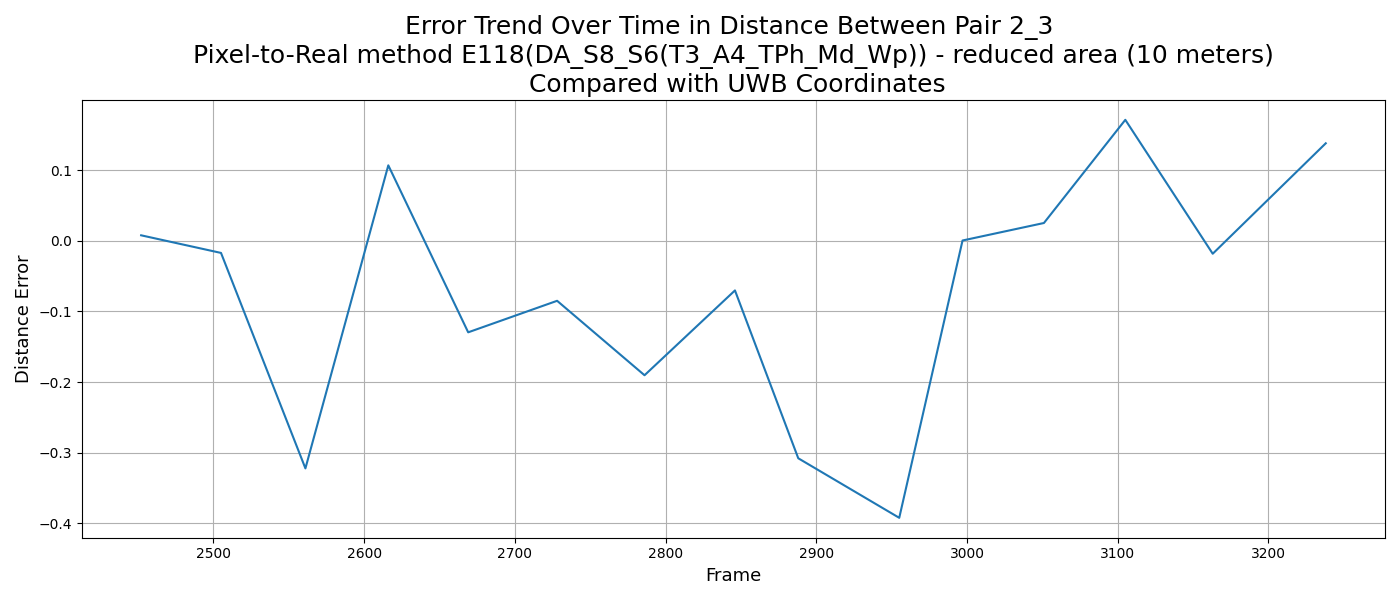 Error Trend Over Time in Distance Between Pair 2_3
Pixel-to-Real method E118(DA_S8_S6(T3_A4_TPh_Md_Wp)) - reduced area (10 meters)
Compared with UWB Coordinates
Distance Error
0.1
0.0
−0.1
−0.2
−0.3
−0.4
2500 2600 2700 2800 2900 3000 3100 3200
Frame